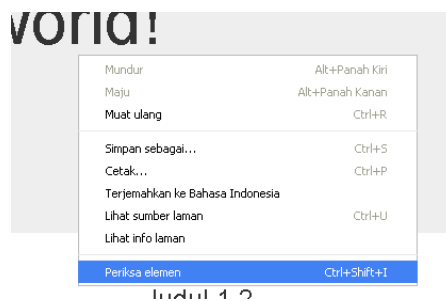 world!
Mundur Alt+Panah Kiri
Maju Alt+Panah Kanan
Muat ulang Ctrl+R
Simpan sebagai... Ctrl+S
Cetak... Ctrl+P
Terjemahkan ke Bahasa Indonesia
Lihat sumber laman Ctrl+U
Lihat info laman
Periksa elemen Ctrl+Shift+I
Judul 1.2